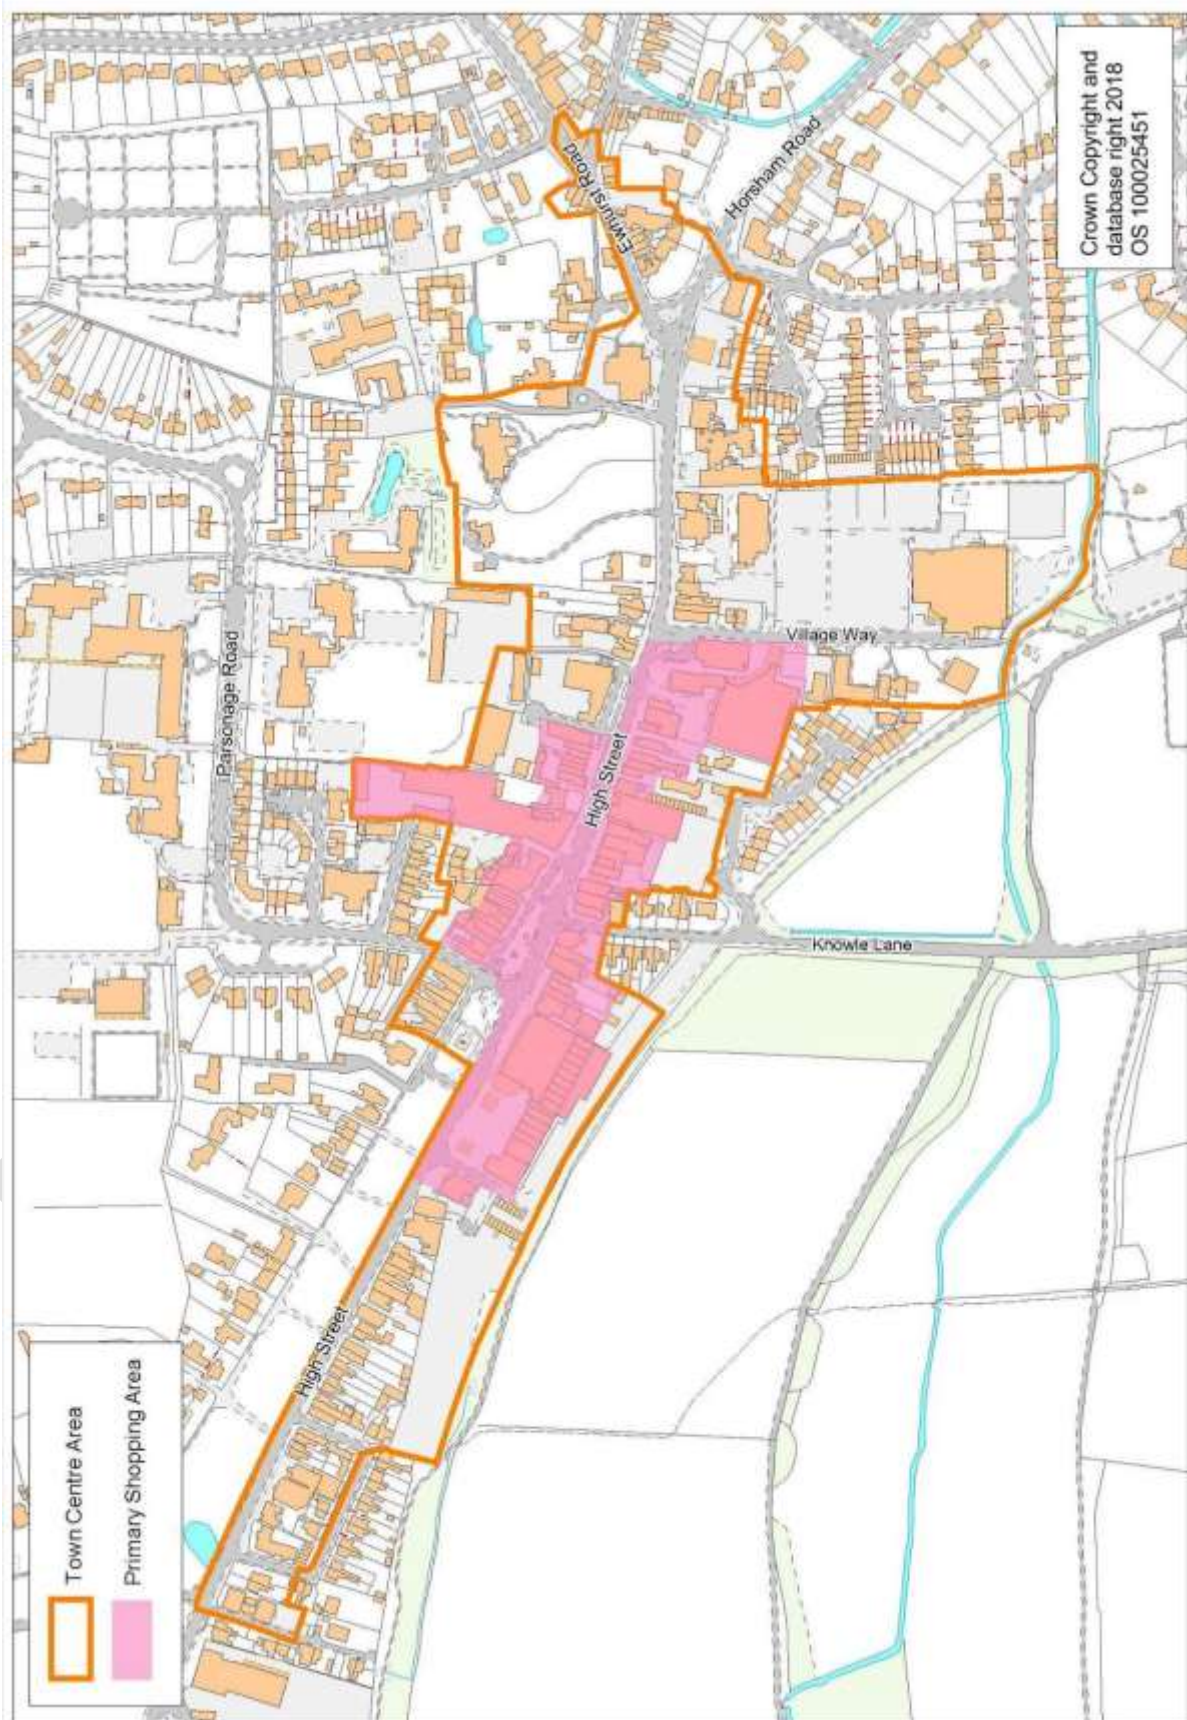 Town Centre Area
Primary Shopping Area
Parsonage Road
Ewhurst Road
Horsham Road
High Street
High Street
Village Way
Knowle Lane
Crown Copyright and
database right 2018
OS 100025451